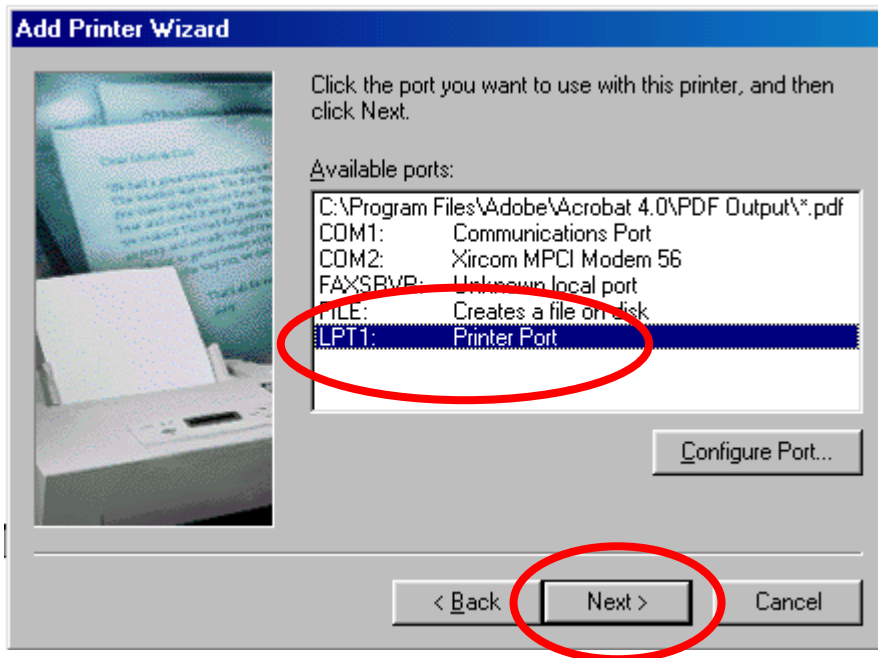 Add Printer Wizard
Click the port you want to use with this printer, and then
click Next.
Available ports:
C:\Program Files\Adobe\Acrobat 4.0\PDF Output\*.pdf
COM1: Communications Port
COM2: Xircom MPCI Modem 56
FAXSRVR: Unknown local port
FILE: Creates a file on disk
LPT1: Printer Port
Configure Port...
< Back Next > Cancel